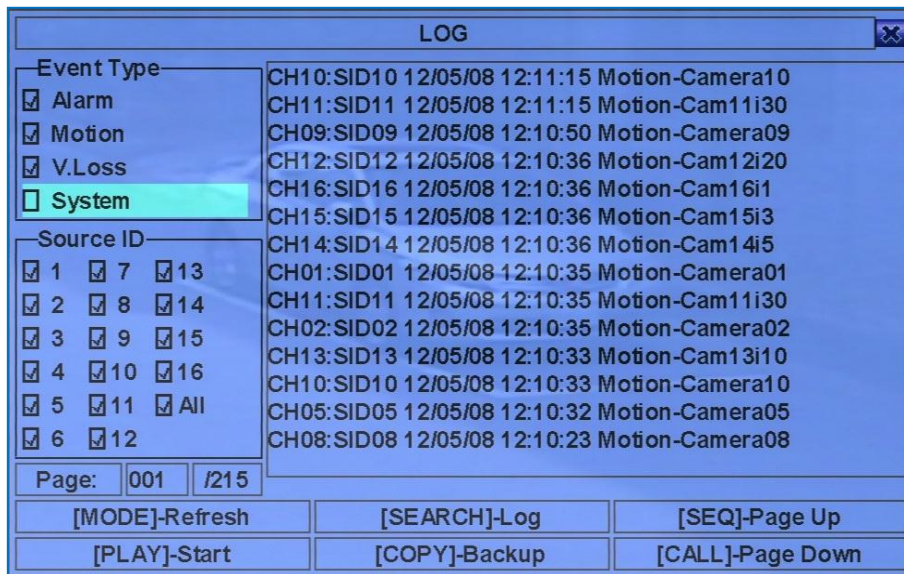 LOG
Event Type
Alarm
Motion
V.Loss
System
Source ID
1 7 13
2 8 14
3 9 15
4 10 16
5 11 All
6 12
Page: 001 /215
CH10:SID10 12/05/08 12:11:15 Motion-Camera10
CH11:SID11 12/05/08 12:11:15 Motion-Cam11i30
CH09:SID09 12/05/08 12:10:50 Motion-Camera09
CH12:SID12 12/05/08 12:10:36 Motion-Cam12i20
CH16:SID16 12/05/08 12:10:36 Motion-Cam16i1
CH15:SID15 12/05/08 12:10:36 Motion-Cam15i3
CH14:SID14 12/05/08 12:10:36 Motion-Cam14i5
CH01:SID01 12/05/08 12:10:35 Motion-Camera01
CH11:SID11 12/05/08 12:10:35 Motion-Cam11i30
CH02:SID02 12/05/08 12:10:35 Motion-Camera02
CH13:SID13 12/05/08 12:10:33 Motion-Cam13i10
CH10:SID10 12/05/08 12:10:33 Motion-Camera10
CH05:SID05 12/05/08 12:10:32 Motion-Camera05
CH08:SID08 12/05/08 12:10:23 Motion-Camera08
[MODE]-Refresh [SEARCH]-Log [SEQ]-Page Up
[PLAY]-Start [COPY]-Backup [CALL]-Page Down